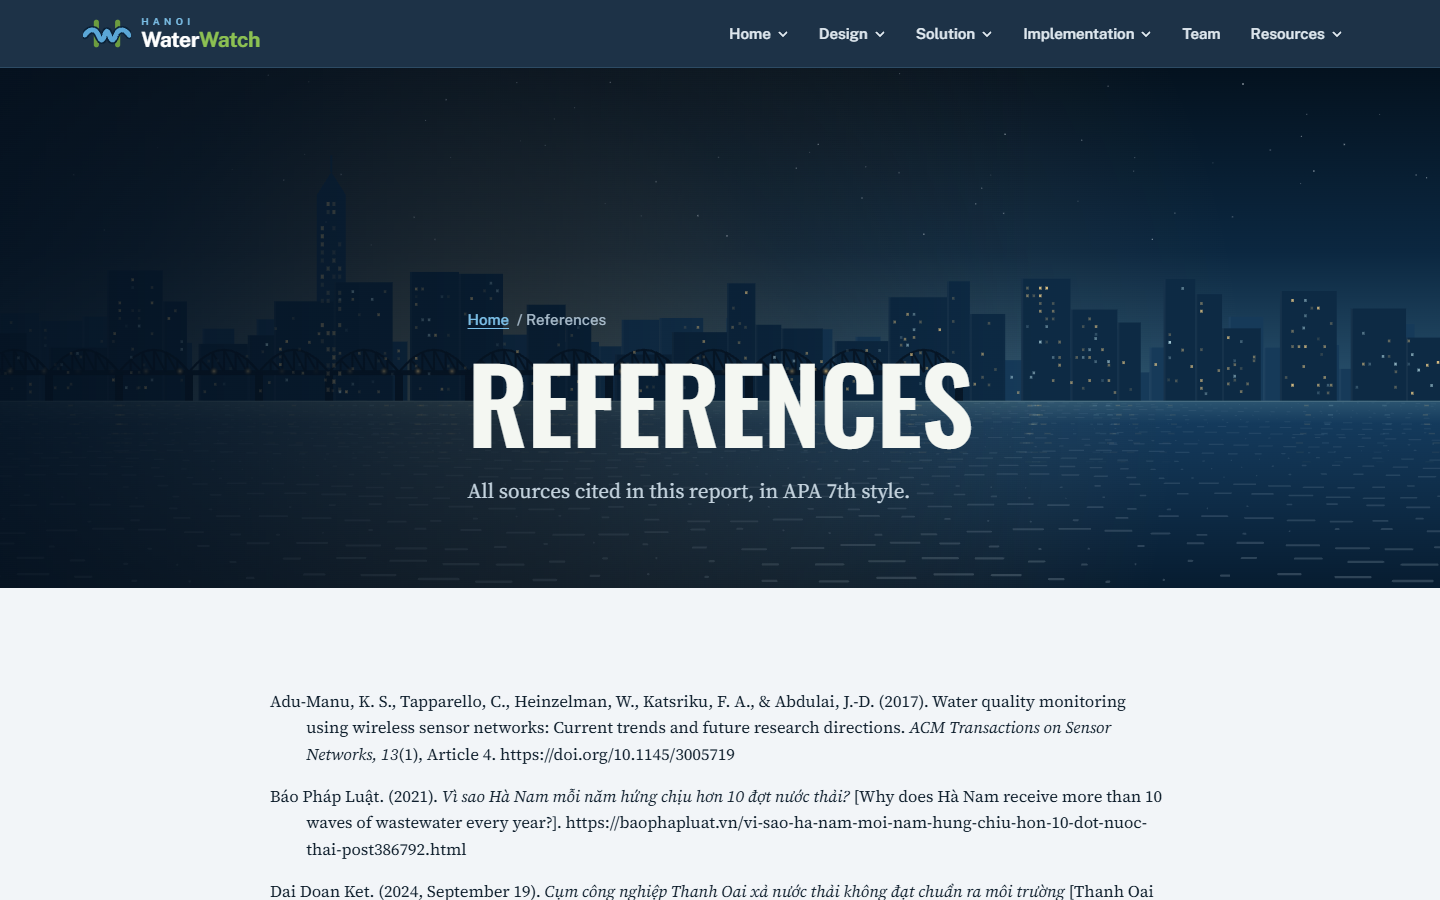 HANOI
WaterWatch
Home Design Solution Implementation Team Resources
Home / References
REFERENCES
All sources cited in this report, in APA 7th style.
Adu-Manu, K. S., Tapparello, C., Heinzelman, W., Katsriku, F. A., & Abdulai, J.-D. (2017). Water quality monitoring
using wireless sensor networks: Current trends and future research directions. ACM Transactions on Sensor
Networks, 13(1), Article 4. https://doi.org/10.1145/3005719
Báo Pháp Luật. (2021). Vì sao Hà Nam mỗi năm hứng chịu hơn 10 đợt nước thải? [Why does Hà Nam receive more than 10
waves of wastewater every year?]. https://baophapluat.vn/vi-sao-ha-nam-moi-nam-hung-chiu-hon-10-dot-nuoc-
thai-post386792.html
Dai Doan Ket. (2024, September 19). Cụm công nghiệp Thanh Oai xả nước thải không đạt chuẩn ra môi trường [Thanh Oai